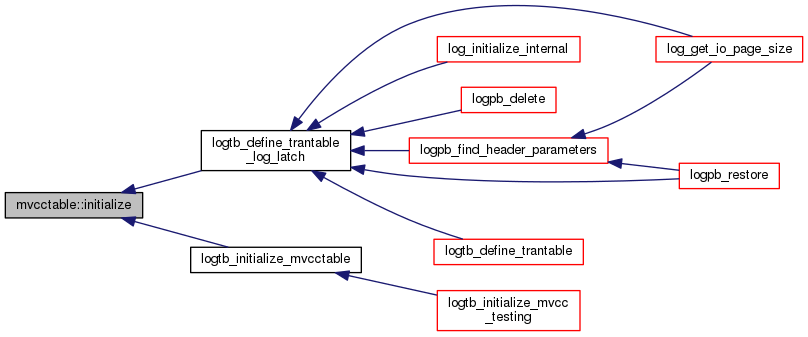 mvcctable::initialize
logtb_define_trantable
_log_latch
log_get_io_page_size
log_initialize_internal
logpb_delete
logpb_find_header_parameters
logpb_restore
logtb_define_trantable
logtb_initialize_mvcctable
logtb_initialize_mvcc
_testing